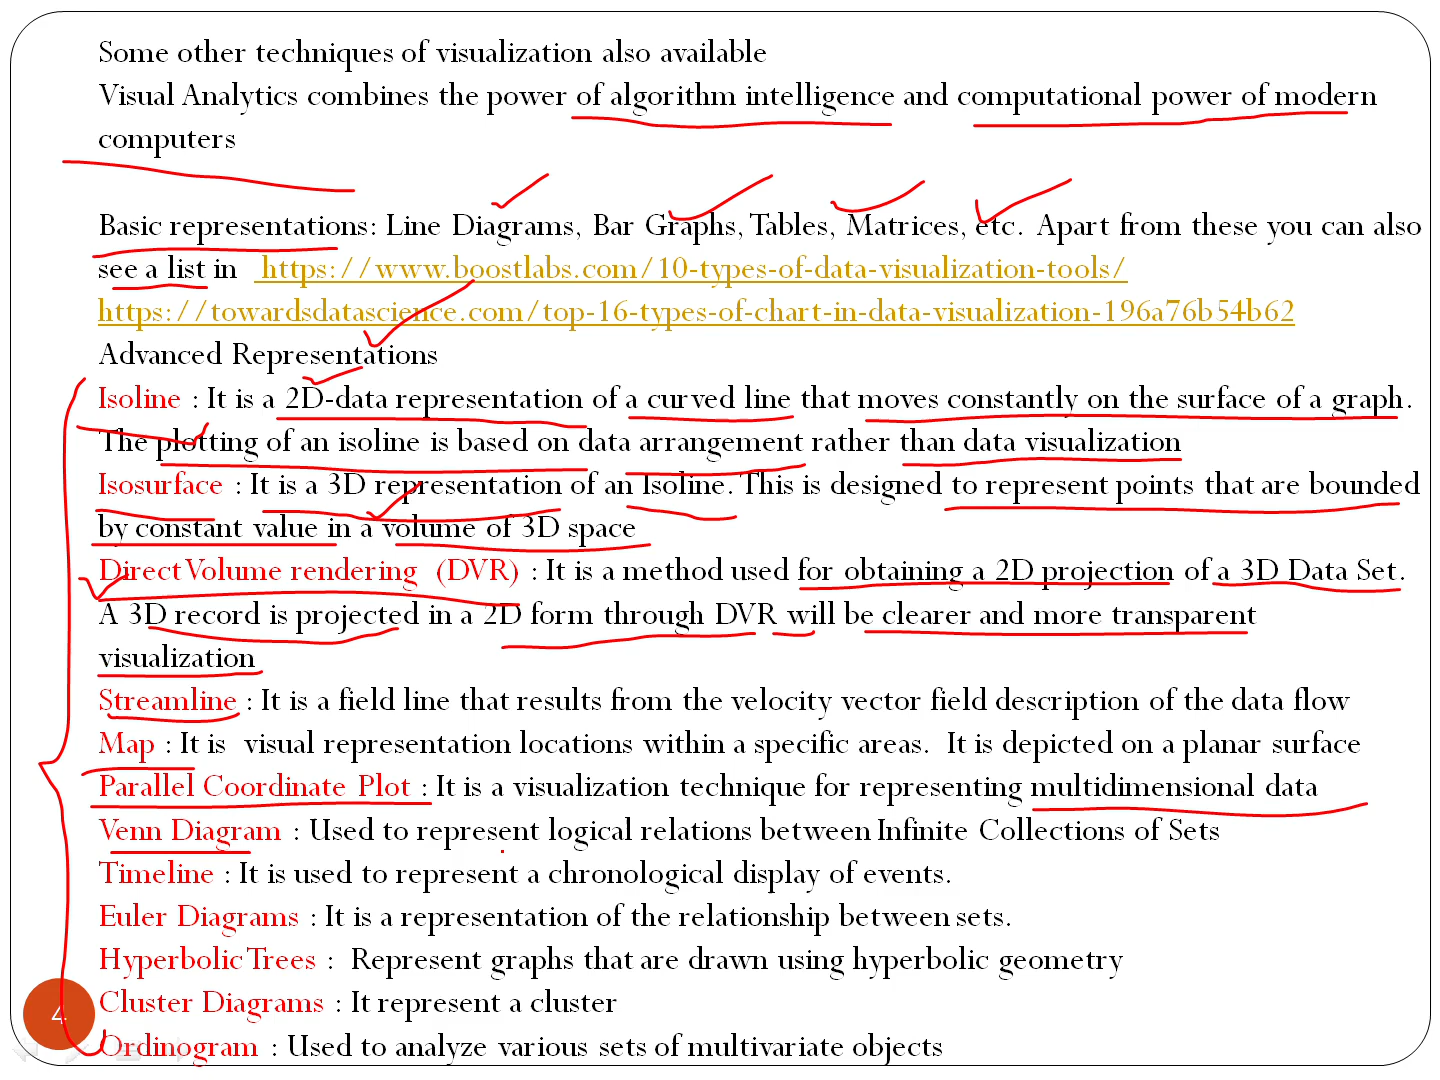 Some other techniques of visualization also available
Visual Analytics combines the power of algorithm intelligence and computational power of modern
computers
Basic representations: Line Diagrams, Bar Graphs, Tables, Matrices, etc. Apart from these you can also
see a list in https://www.boostlabs.com/10-types-of-data-visualization-tools/
https://towardsdatascience.com/top-16-types-of-chart-in-data-visualization-196a76b54b62
Advanced Representations
Isoline : It is a 2D-data representation of a curved line that moves constantly on the surface of a graph.
The plotting of an isoline is based on data arrangement rather than data visualization
Isosurface : It is a 3D representation of an Isoline. This is designed to represent points that are bounded
by constant value in a volume of 3D space
Direct Volume rendering (DVR) : It is a method used for obtaining a 2D projection of a 3D Data Set.
A 3D record is projected in a 2D form through DVR will be clearer and more transparent
visualization
Streamline : It is a field line that results from the velocity vector field description of the data flow
Map : It is visual representation locations within a specific areas. It is depicted on a planar surface
Parallel Coordinate Plot : It is a visualization technique for representing multidimensional data
Venn Diagram : Used to represent logical relations between Infinite Collections of Sets
Timeline : It is used to represent a chronological display of events.
Euler Diagrams : It is a representation of the relationship between sets.
Hyperbolic Trees : Represent graphs that are drawn using hyperbolic geometry
Cluster Diagrams : It represent a cluster
4
Ordinogram : Used to analyze various sets of multivariate objects